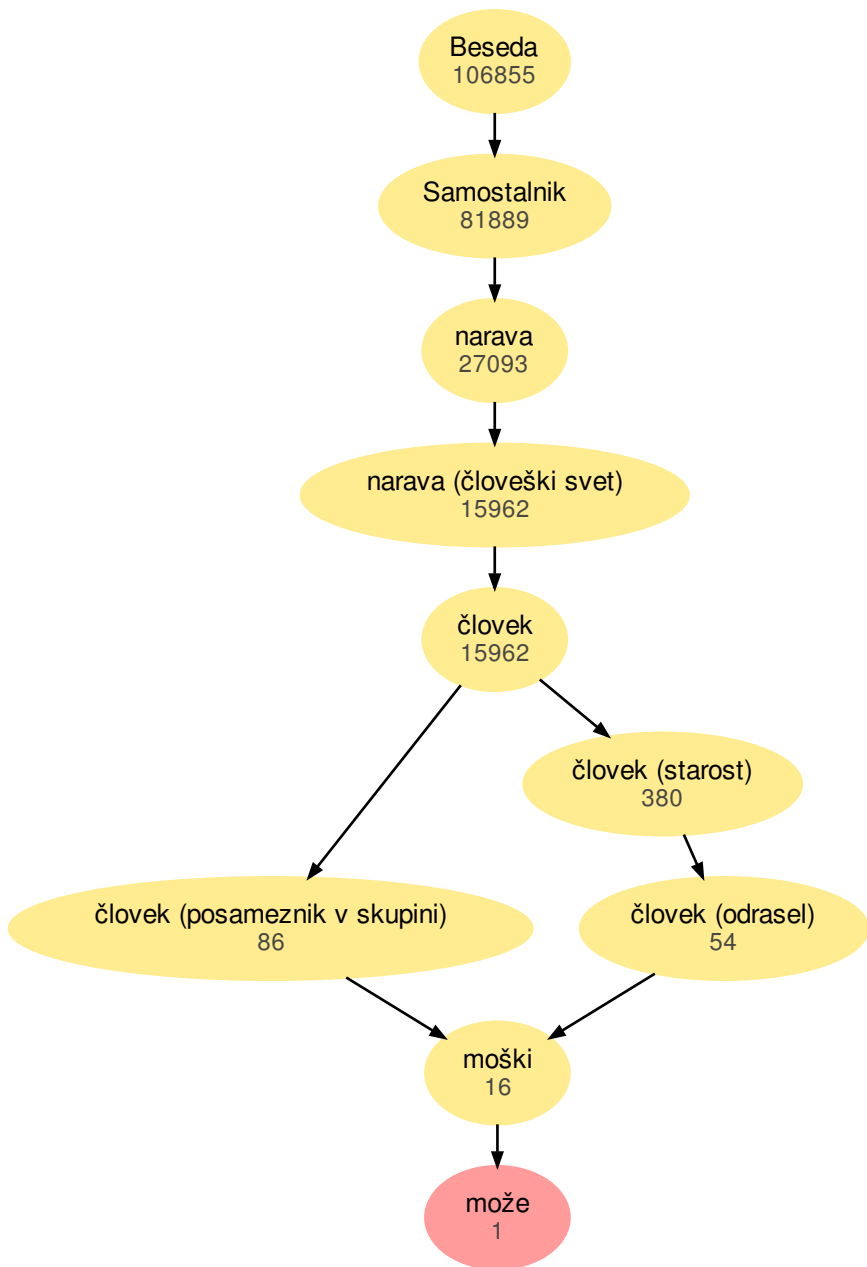 Beseda
106855
Samostalnik
81889
narava
27093
narava (človeški svet)
15962
človek
15962
človek (starost)
380
človek (posameznik v skupini)
86
človek (odrasel)
54
moški
16
može
1